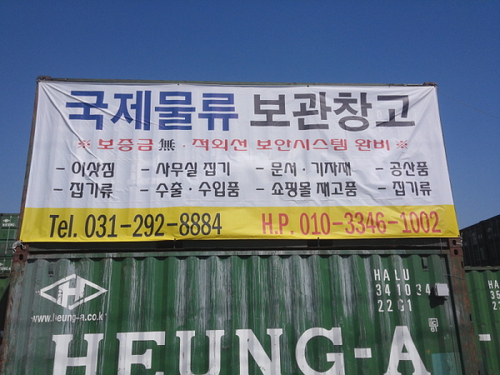 국제물류 보관창고
※ 보증금 無 · 적외선 보안시스템 완비 ※
- 이삿짐 - 사무실 집기 - 문서 · 기자재 - 공산품
- 집기류 - 수출 · 수입품 - 쇼핑몰 재고품 - 집기류
Tel. 031-292-8884 H.P. 010-3346-1002
H
www.heung-a.co.kr
HALU
341034
22G1
HEUNG-A
HAL